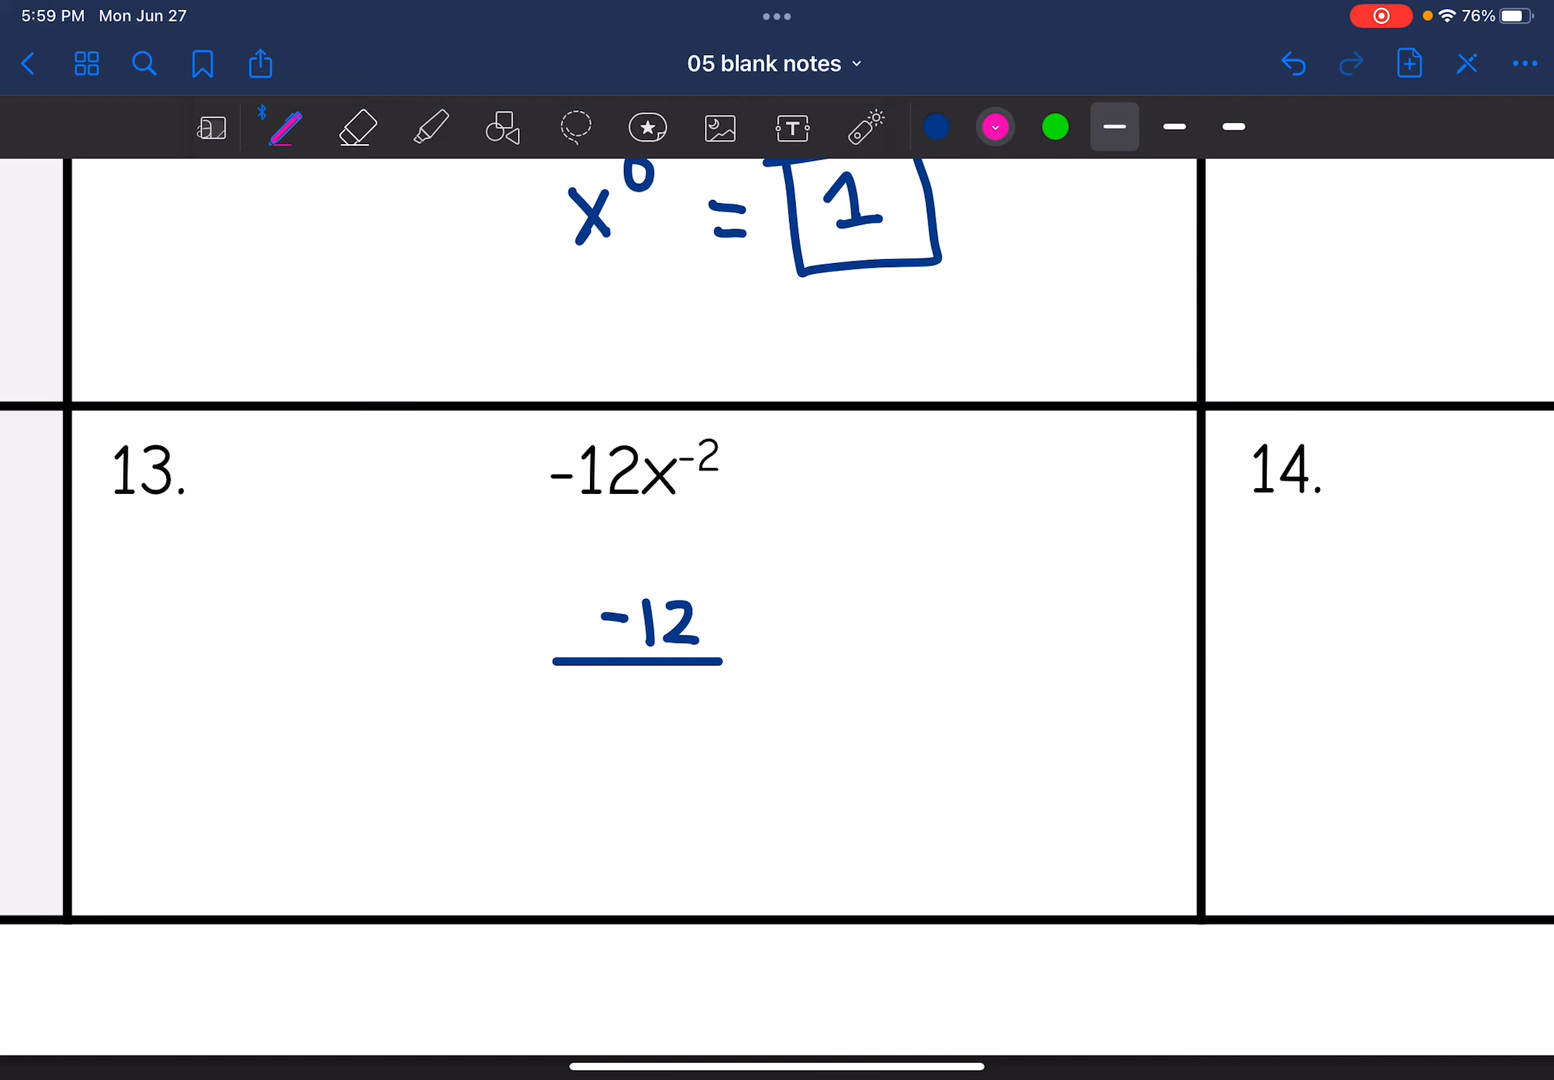 5:59 PM Mon Jun 27
76%
05 blank notes
T
x⁰ = 1
13.
-12x⁻²
14.
-12